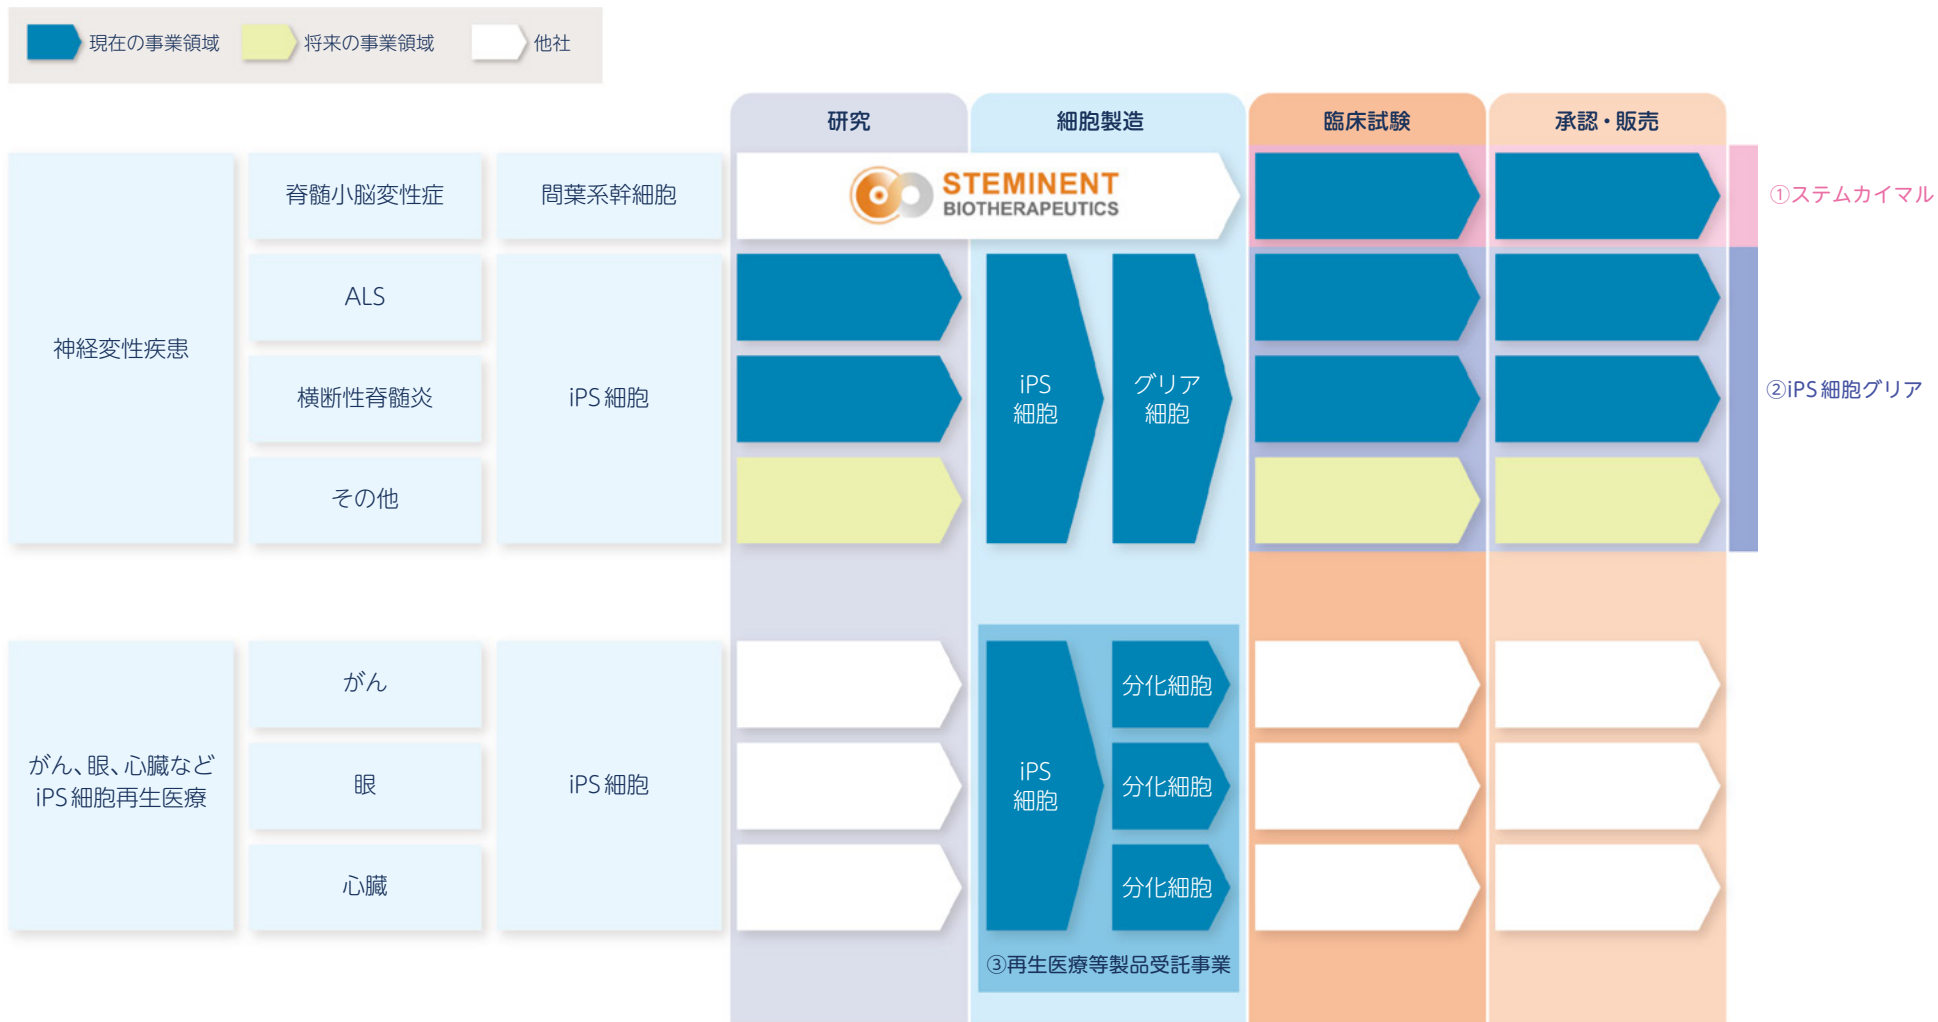 現在の事業領域
将来の事業領域
他社
研究
細胞製造
臨床試験
承認・販売
神経変性疾患
脊髄小脳変性症
間葉系幹細胞
STEMINENT
BIOTHERAPEUTICS
①ステムカイマル
ALS
横断性脊髄炎
その他
iPS細胞
iPS
細胞
グリア
細胞
②iPS細胞グリア
がん、眼、心臓など
iPS細胞再生医療
がん
眼
心臓
iPS細胞
iPS
細胞
分化細胞
分化細胞
分化細胞
③再生医療等製品受託事業